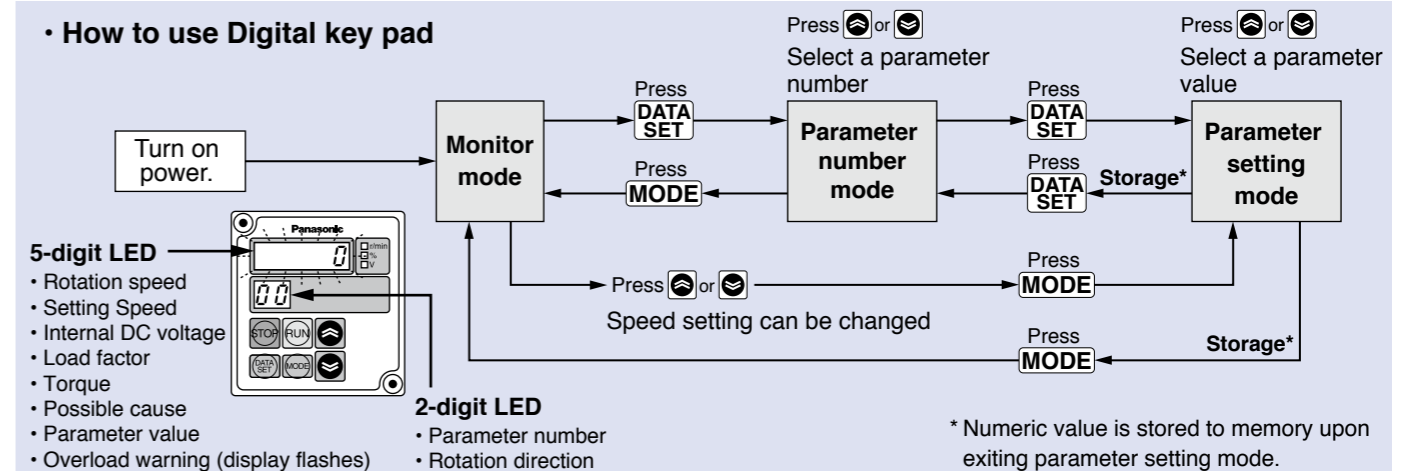 ・How to use Digital key pad
Press or
Select a parameter
number
Press or
Select a parameter
value
Turn on
power.
Monitor
mode
Press
DATA
SET
Press
MODE
Parameter
number
mode
Press
DATA
SET
Press
DATA
SET
Storage*
Parameter
setting
mode
Press or
Speed setting can be changed
Press
MODE
Press
MODE
Storage*
Panasonic
0
r/min
%
V
00
STOP RUN
DATA
SET
MODE
5-digit LED
・Rotation speed
・Setting Speed
・Internal DC voltage
・Load factor
・Torque
・Possible cause
・Parameter value
・Overload warning (display flashes)
2-digit LED
・Parameter number
・Rotation direction
* Numeric value is stored to memory upon
exiting parameter setting mode.